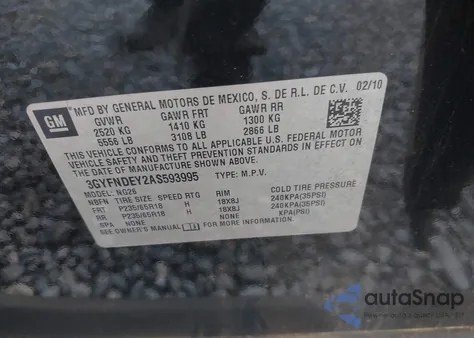 GM
MFD BY GENERAL MOTORS DE MEXICO, S. DE R.L. DE C.V. 02/10
GVWR GAWR FRT GAWR RR
2520 KG 1410 KG 1300 KG
5556 LB 3108 LB 2866 LB
THIS VEHICLE CONFORMS TO ALL APPLICABLE U.S. FEDERAL MOTOR
VEHICLE SAFETY AND THEFT PREVENTION STANDARDS IN EFFECT ON
THE DATE OF MANUFACTURE SHOWN ABOVE.
3GYFNDEY2AS593995 TYPE: M.P.V.
MODEL: NG26
NBFN TIRE SIZE SPEED RTG RIM COLD TIRE PRESSURE
FRT P235/65R18 H 18X8J 240KPA(35PSI)
RR P235/65R18 H 18X8J 240KPA(35PSI)
SPA NONE NONE KPA(PSI)
SEE OWNER'S MANUAL
autoSnap